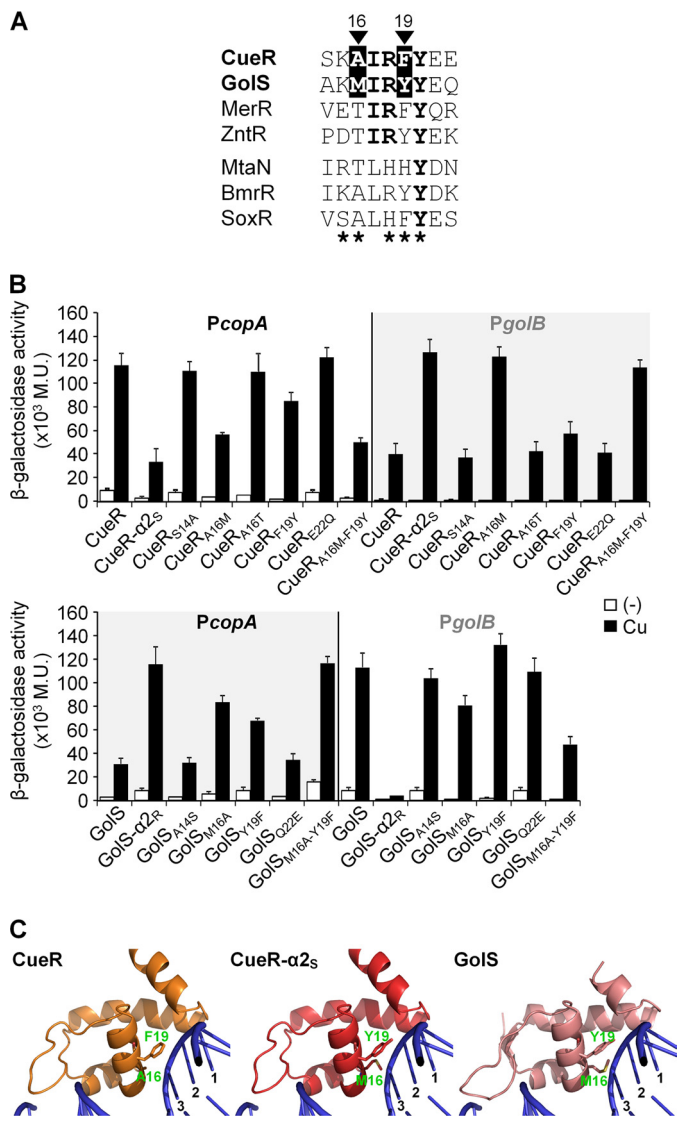 A
16 19
CueR SKAIRFYEE
GolS AKMIRYYEQ
MerR VETIRFYQR
ZntR PDTIRYYEK
MtaN IRTLHHYDN
BmrR IKALRYYDK
SoxR VSALHFYES
** ***
B
PcopA PgolB
β-galactosidase activity (x10³ M.U.)
160
140
120
100
80
60
40
20
0
CueR CueR-α2S CueRS14A CueRA16M CueRA16T CueRF19Y CueRE22Q CueRA16M-F19Y CueR CueR-α2S CueRS14A CueRA16M CueRA16T CueRF19Y CueRE22Q CueRA16M-F19Y
(-)
Cu
PcopA PgolB
β-galactosidase activity (x10³ M.U.)
160
140
120
100
80
60
40
20
0
GolS GolS-α2R GolSA14S GolSM16A GolSY19F GolSQ22E GolSM16A-Y19F GolS GolS-α2R GolSA14S GolSM16A GolSY19F GolSQ22E GolSM16A-Y19F
C
CueR CueR-α2S GolS
F19 Y19 Y19
A16 M16 M16
1 1 1
2 2 2
3 3 3